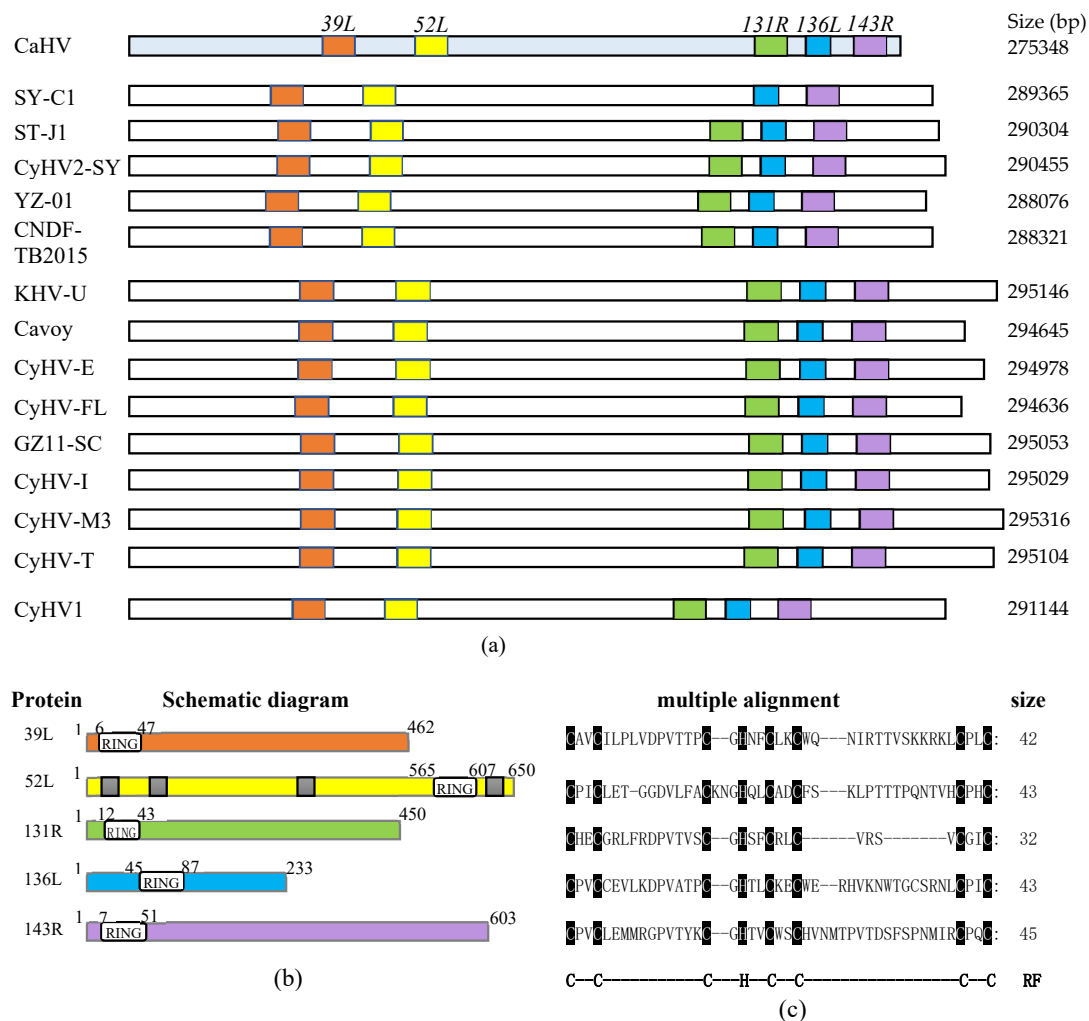 39L 52L 131R 136L 143R Size (bp)
CaHV 275348
SY-C1 289365
ST-J1 290304
CyHV2-SY 290455
YZ-01 288076
CNDF-
TB2015 288321
KHV-U 295146
Cavoy 294645
CyHV-E 294978
CyHV-FL 294636
GZ11-SC 295053
CyHV-I 295029
CyHV-M3 295316
CyHV-T 295104
CyHV1 291144
(a)
Protein Schematic diagram multiple alignment size
1 6 47 462
39L RING CAVCILPLVDPVTTPC--GHNFCLKCWQ---NIRTTVSKKRKLCPLC: 42
1 565 607 650
52L RING CPICLET-GGDVLFACKNGHQLCADCFS---KLPTTTPQNTVHCPHC: 43
1 12 43 450
131R RING CHECGRLFRDPVTVSC--GHSFCRLC-------VRS-------VCGIC: 32
1 45 87 233
136L RING CPVCCEVLKDPVATPC--GHTLCKECWE--RHVKNWTGCSRNLCPIC: 43
1 7 51 603
143R RING CPVCLEMMRGPVTYKC--GHTVCWSCHVNMTPVTDSFSPNMIRCPQC: 45
C--C-----------C---H--C--C----------------C--C RF
(b) (c)